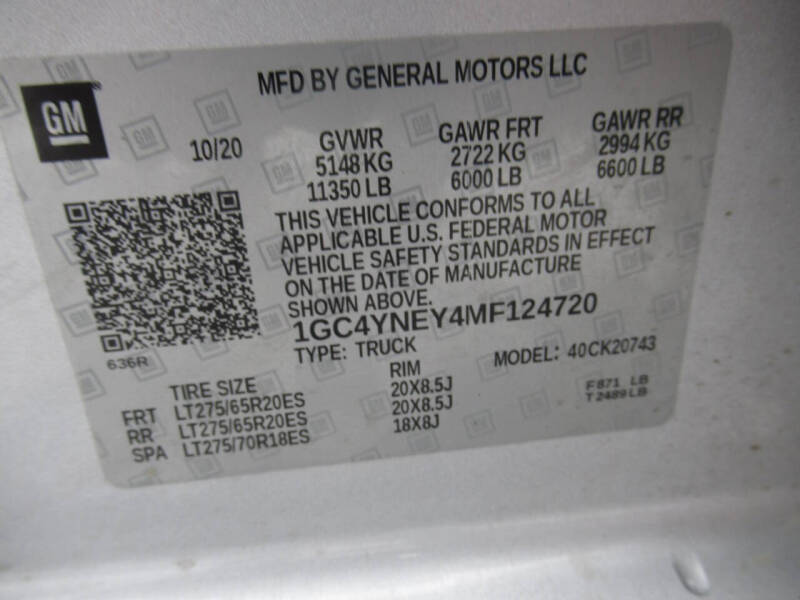 GM
MFD BY GENERAL MOTORS LLC
10/20
GVWR
5148 KG
11350 LB
GAWR FRT
2722 KG
6000 LB
GAWR RR
2994 KG
6600 LB
THIS VEHICLE CONFORMS TO ALL
APPLICABLE U.S. FEDERAL MOTOR
VEHICLE SAFETY STANDARDS IN EFFECT
ON THE DATE OF MANUFACTURE
SHOWN ABOVE.
1GC4YNEY4MF124720
636R
TYPE: TRUCK
MODEL: 40CK20743
TIRE SIZE RIM
FRT LT275/65R20ES 20X8.5J
RR LT275/65R20ES 20X8.5J
SPA LT275/70R18ES 18X8J
F871 LB
T2489LB